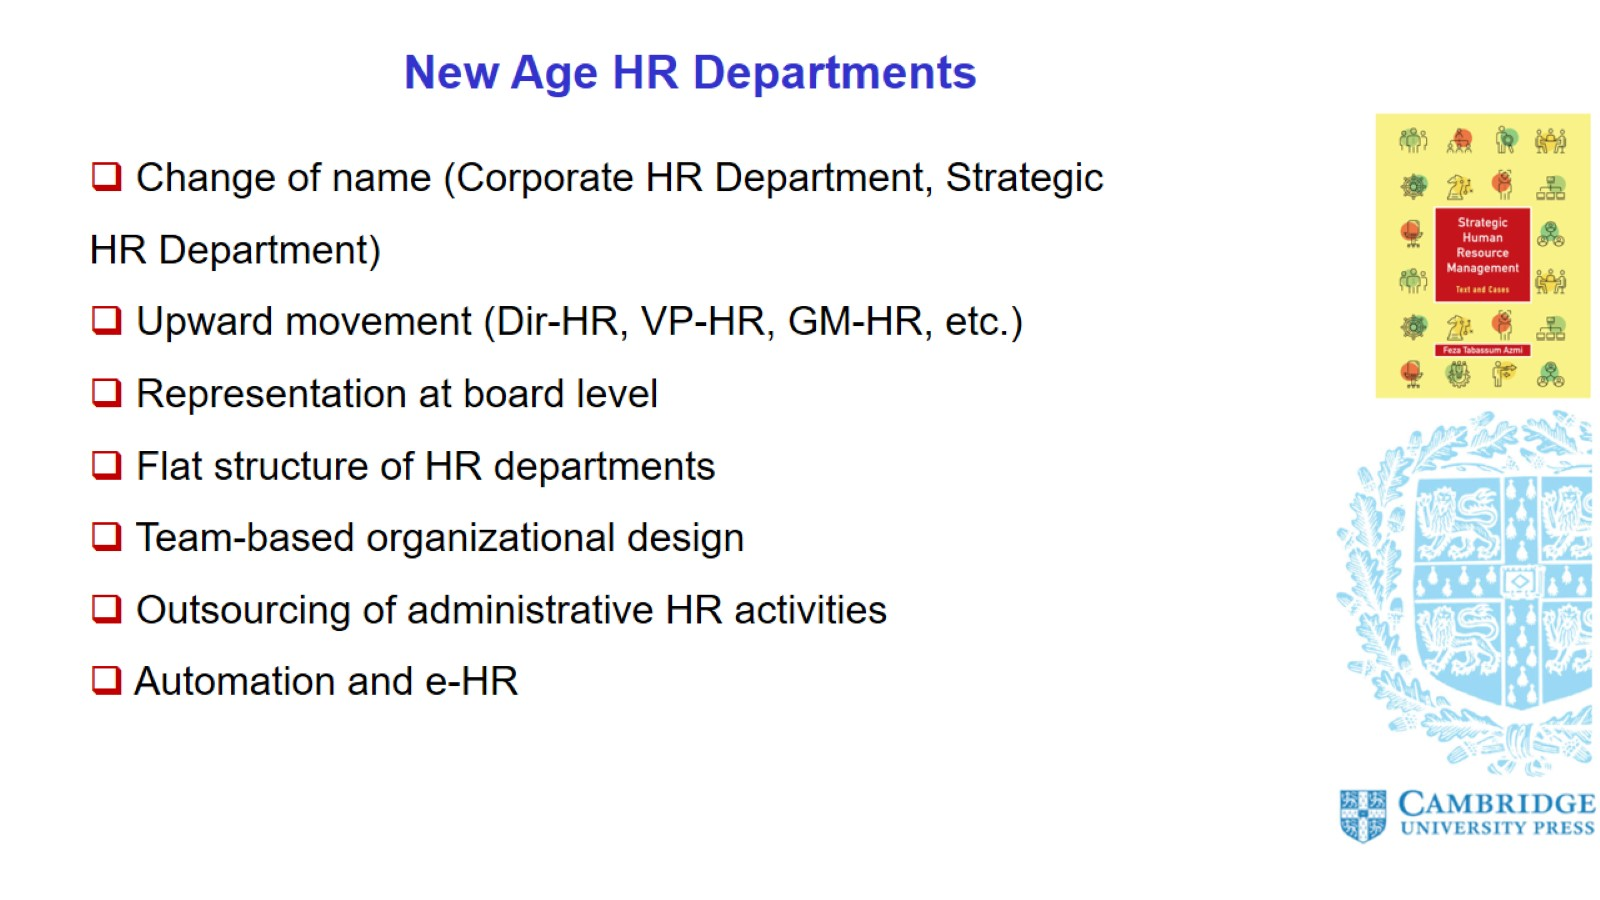 New Age HR Departments
Change of name (Corporate HR Department, Strategic
HR Department)
Upward movement (Dir-HR, VP-HR, GM-HR, etc.)
Representation at board level
Flat structure of HR departments
Team-based organizational design
Outsourcing of administrative HR activities
Automation and e-HR
Strategic
Human
Resource
Management
Text and Cases
Feza Tabassum Azmi
CAMBRIDGE
UNIVERSITY PRESS